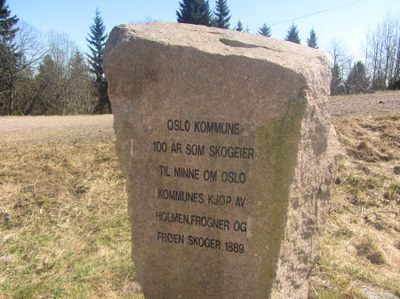 OSLO KOMMUNE
100 ÅR SOM SKOGEIER
TIL MINNE OM OSLO
KOMMUNES KJØP AV
HOLMEN,FROGNER OG
FRØEN SKOGER 1889